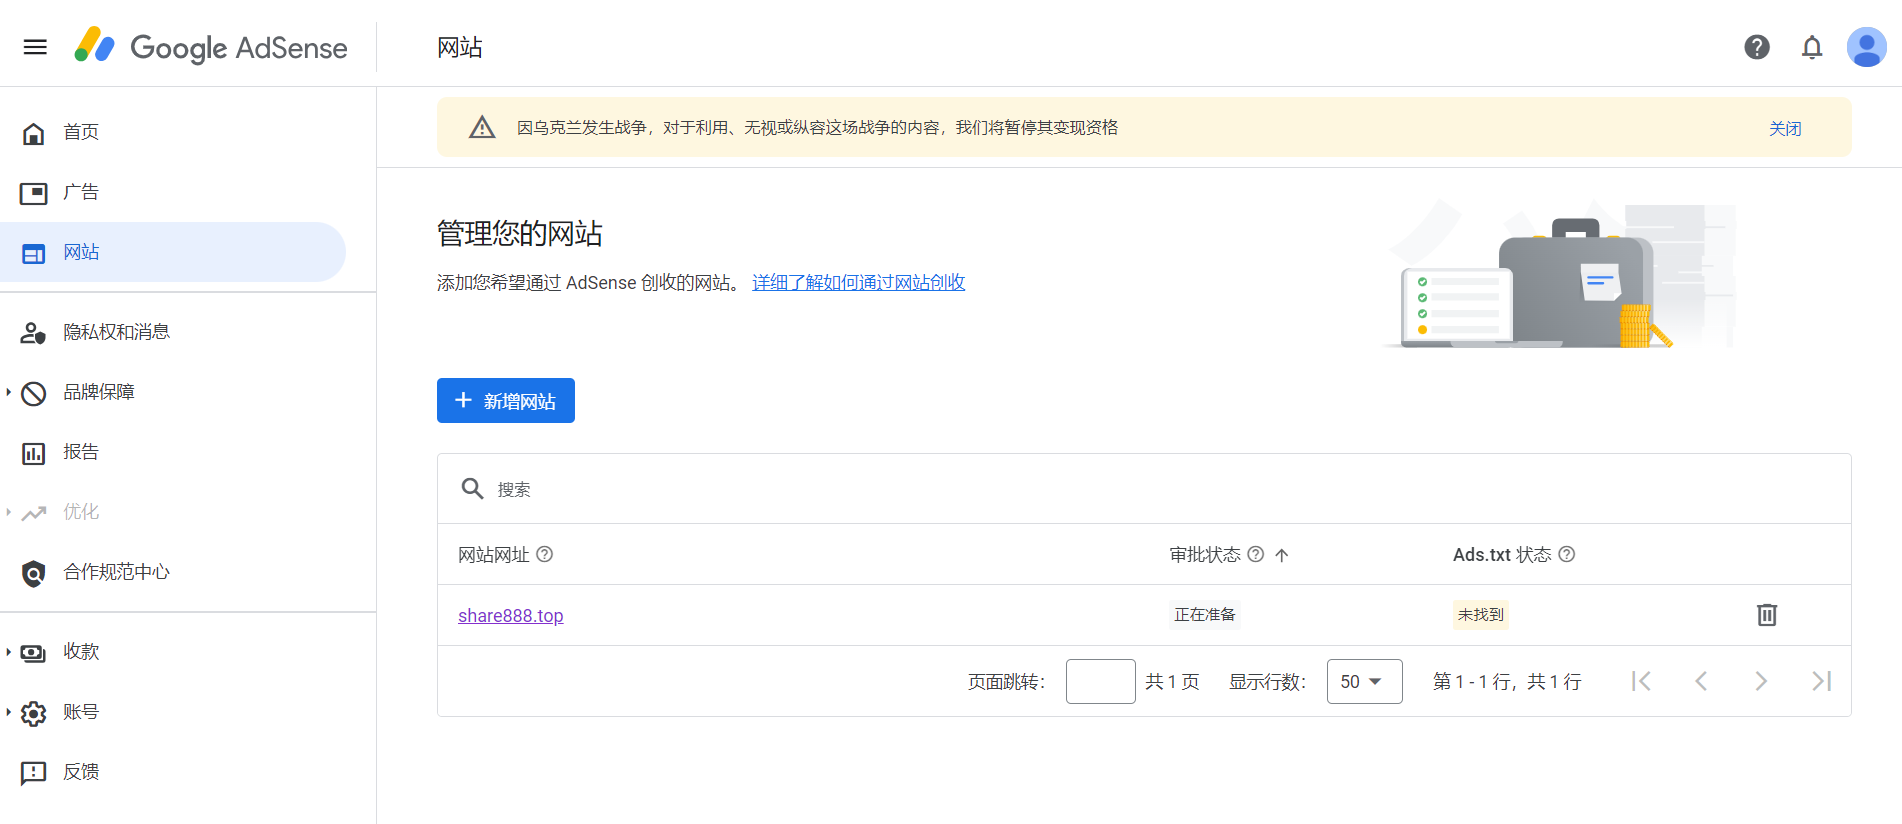 Google AdSense
网站
首页
广告
网站
隐私权和消息
品牌保障
报告
优化
合作规范中心
收款
账号
反馈
因乌克兰发生战争，对于利用、无视或纵容这场战争的内容，我们将暂停其变现资格
关闭
管理您的网站
添加您希望通过 AdSense 创收的网站。 详细了解如何通过网站创收
新增网站
搜索
网站网址 审批状态 Ads.txt 状态
share888.top 正在准备 未找到
页面跳转： 共 1 页 显示行数： 50 第 1 - 1 行，共 1 行